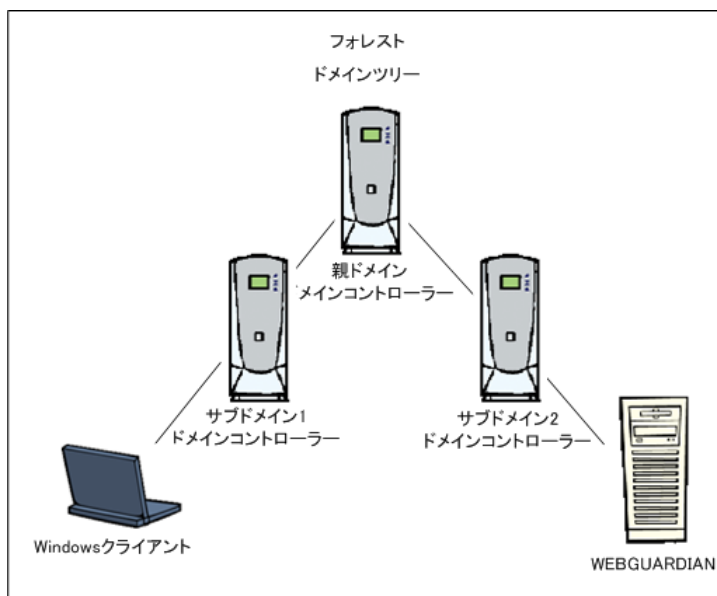 フォレスト
ドメインツリー
親ドメイン
メインコントローラー
サブドメイン1
ドメインコントローラー
サブドメイン2
ドメインコントローラー
Windowsクライアント
WEBGUARDIAN